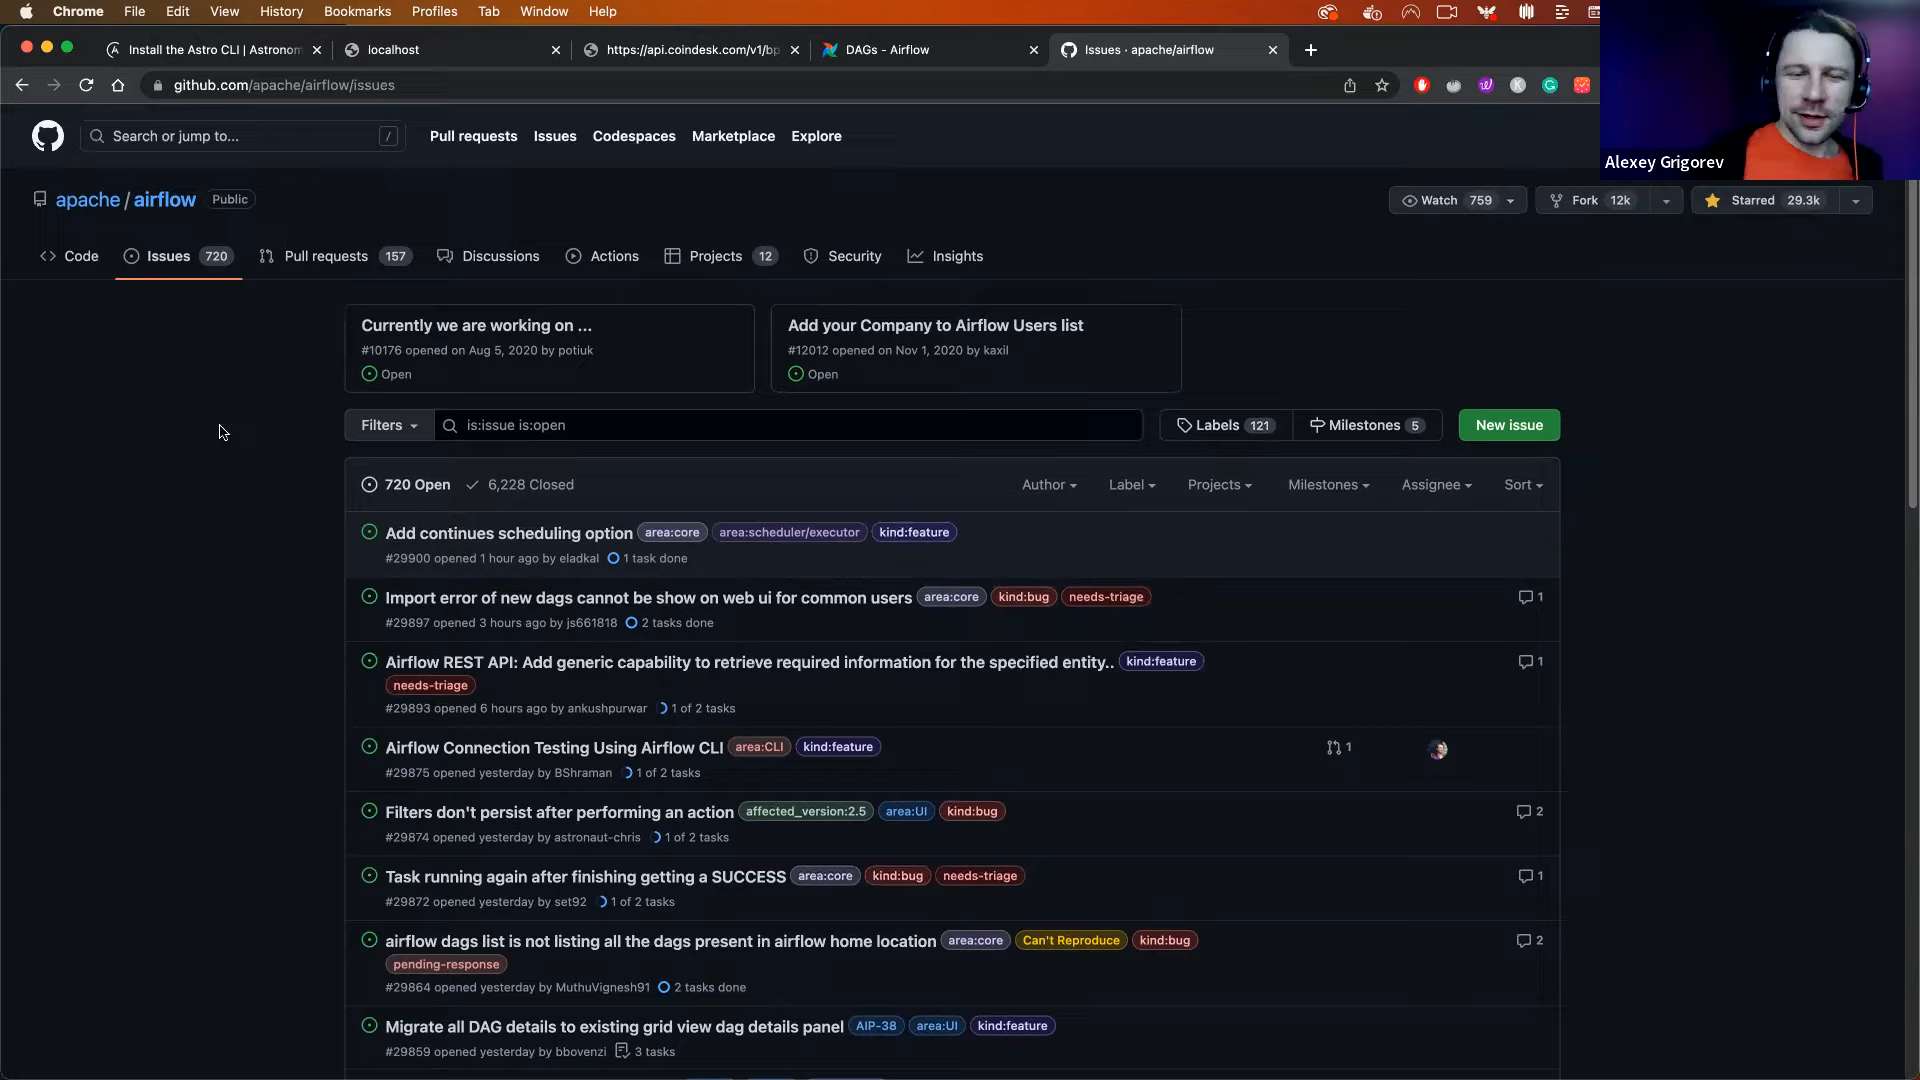 Chrome File Edit View History Bookmarks Profiles Tab Window Help
Install the Astro CLI | Astronom
localhost
https://api.coindesk.com/v1/bp
DAGs - Airflow
Issues · apache/airflow
github.com/apache/airflow/issues
Alexey Grigorev
Search or jump to... /
Pull requests Issues Codespaces Marketplace Explore
apache / airflow Public
Watch 759 Fork 12k Starred 29.3k
Code Issues 720 Pull requests 157 Discussions Actions Projects 12 Security Insights
Currently we are working on ...
#10176 opened on Aug 5, 2020 by potiuk
Open
Add your Company to Airflow Users list
#12012 opened on Nov 1, 2020 by kaxil
Open
Filters is:issue is:open Labels 121 Milestones 5 New issue
720 Open 6,228 Closed Author Label Projects Milestones Assignee Sort
Add continues scheduling option area:core area:scheduler/executor kind:feature
#29900 opened 1 hour ago by eladkal 1 task done
Import error of new dags cannot be show on web ui for common users area:core kind:bug needs-triage 1
#29897 opened 3 hours ago by js661818 2 tasks done
Airflow REST API: Add generic capability to retrieve required information for the specified entity.. kind:feature 1
needs-triage
#29893 opened 6 hours ago by ankushpurwar 1 of 2 tasks
Airflow Connection Testing Using Airflow CLI area:CLI kind:feature 1
#29875 opened yesterday by BShraman 1 of 2 tasks
Filters don't persist after performing an action affected_version:2.5 area:UI kind:bug 2
#29874 opened yesterday by astronaut-chris 1 of 2 tasks
Task running again after finishing getting a SUCCESS area:core kind:bug needs-triage 1
#29872 opened yesterday by set92 1 of 2 tasks
airflow dags list is not listing all the dags present in airflow home location area:core Can't Reproduce kind:bug 2
pending-response
#29864 opened yesterday by MuthuVignesh91 2 tasks done
Migrate all DAG details to existing grid view dag details panel AIP-38 area:UI kind:feature
#29859 opened yesterday by bbovenzi 3 tasks